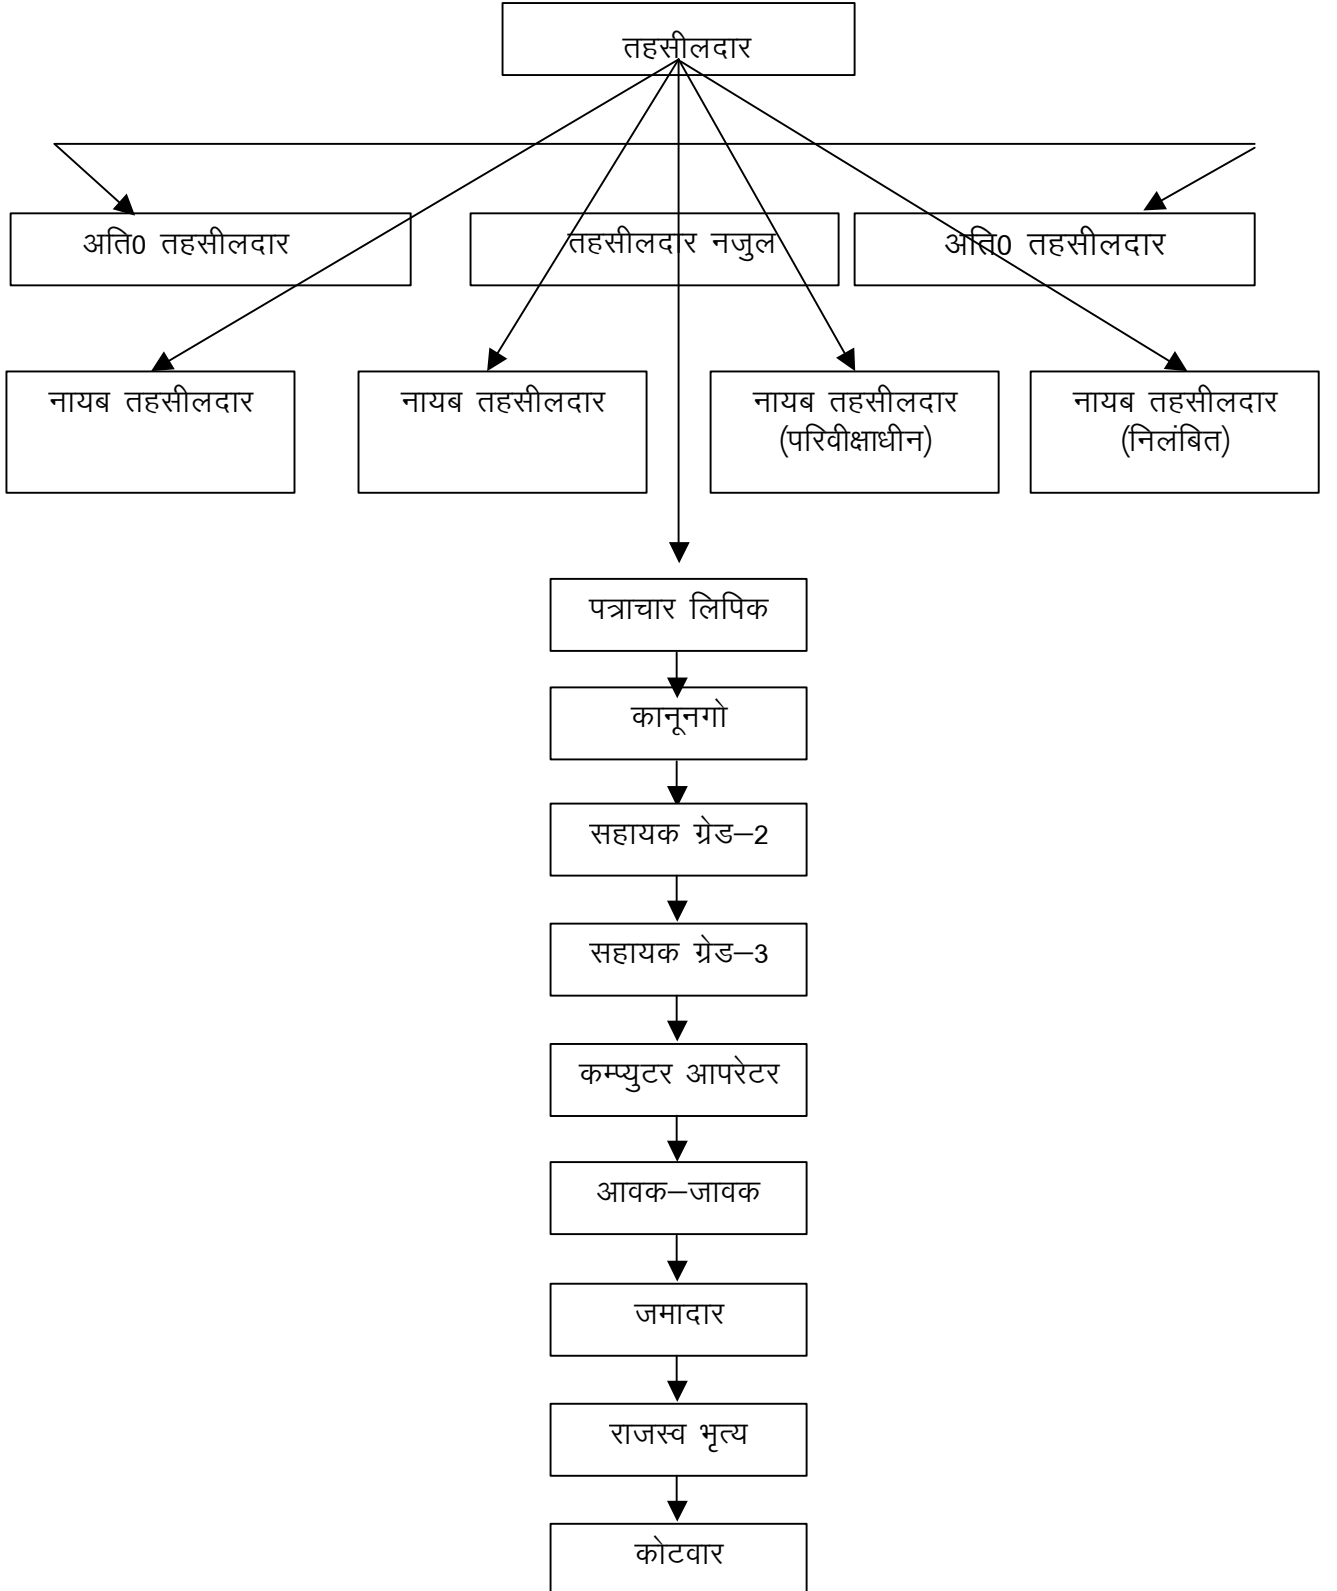 तहसीलदार
अति0 तहसीलदार
तहसीलदार नजुल
अति0 तहसीलदार
नायब तहसीलदार
नायब तहसीलदार
नायब तहसीलदार
(परिवीक्षाधीन)
नायब तहसीलदार
(निलंबित)
पत्राचार लिपिक
कानूनगो
सहायक ग्रेड–2
सहायक ग्रेड–3
कम्प्युटर आपरेटर
आवक–जावक
जमादार
राजस्व भृत्य
कोटवार